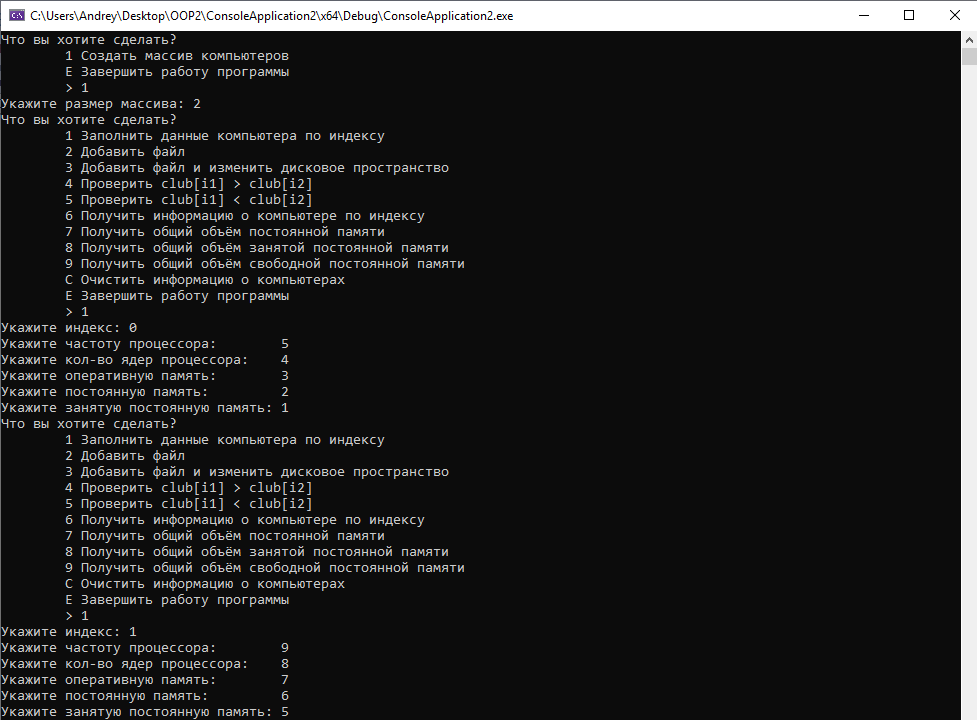 C:\Users\Andrey\Desktop\OOP2\ConsoleApplication2\x64\Debug\ConsoleApplication2.exe
Что вы хотите сделать?
1 Создать массив компьютеров
E Завершить работу программы
> 1
Укажите размер массива: 2
Что вы хотите сделать?
1 Заполнить данные компьютера по индексу
2 Добавить файл
3 Добавить файл и изменить дисковое пространство
4 Проверить club[i1] > club[i2]
5 Проверить club[i1] < club[i2]
6 Получить информацию о компьютере по индексу
7 Получить общий объём постоянной памяти
8 Получить общий объём занятой постоянной памяти
9 Получить общий объём свободной постоянной памяти
C Очистить информацию о компьютерах
E Завершить работу программы
> 1
Укажите индекс: 0
Укажите частоту процессора: 5
Укажите кол-во ядер процессора: 4
Укажите оперативную память: 3
Укажите постоянную память: 2
Укажите занятую постоянную память: 1
Что вы хотите сделать?
1 Заполнить данные компьютера по индексу
2 Добавить файл
3 Добавить файл и изменить дисковое пространство
4 Проверить club[i1] > club[i2]
5 Проверить club[i1] < club[i2]
6 Получить информацию о компьютере по индексу
7 Получить общий объём постоянной памяти
8 Получить общий объём занятой постоянной памяти
9 Получить общий объём свободной постоянной памяти
C Очистить информацию о компьютерах
E Завершить работу программы
> 1
Укажите индекс: 1
Укажите частоту процессора: 9
Укажите кол-во ядер процессора: 8
Укажите оперативную память: 7
Укажите постоянную память: 6
Укажите занятую постоянную память: 5